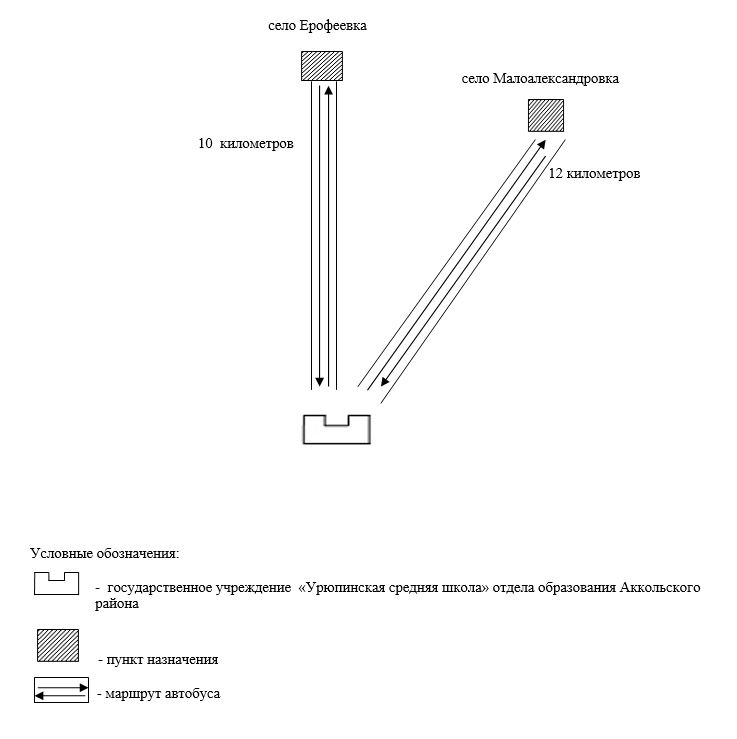 село Ерофеевка
село Малоалександровка
10 километров
12 километров
Условные обозначения:
- государственное учреждение «Урюпинская средняя школа» отдела образования Аккольского
района
- пункт назначения
- маршрут автобуса